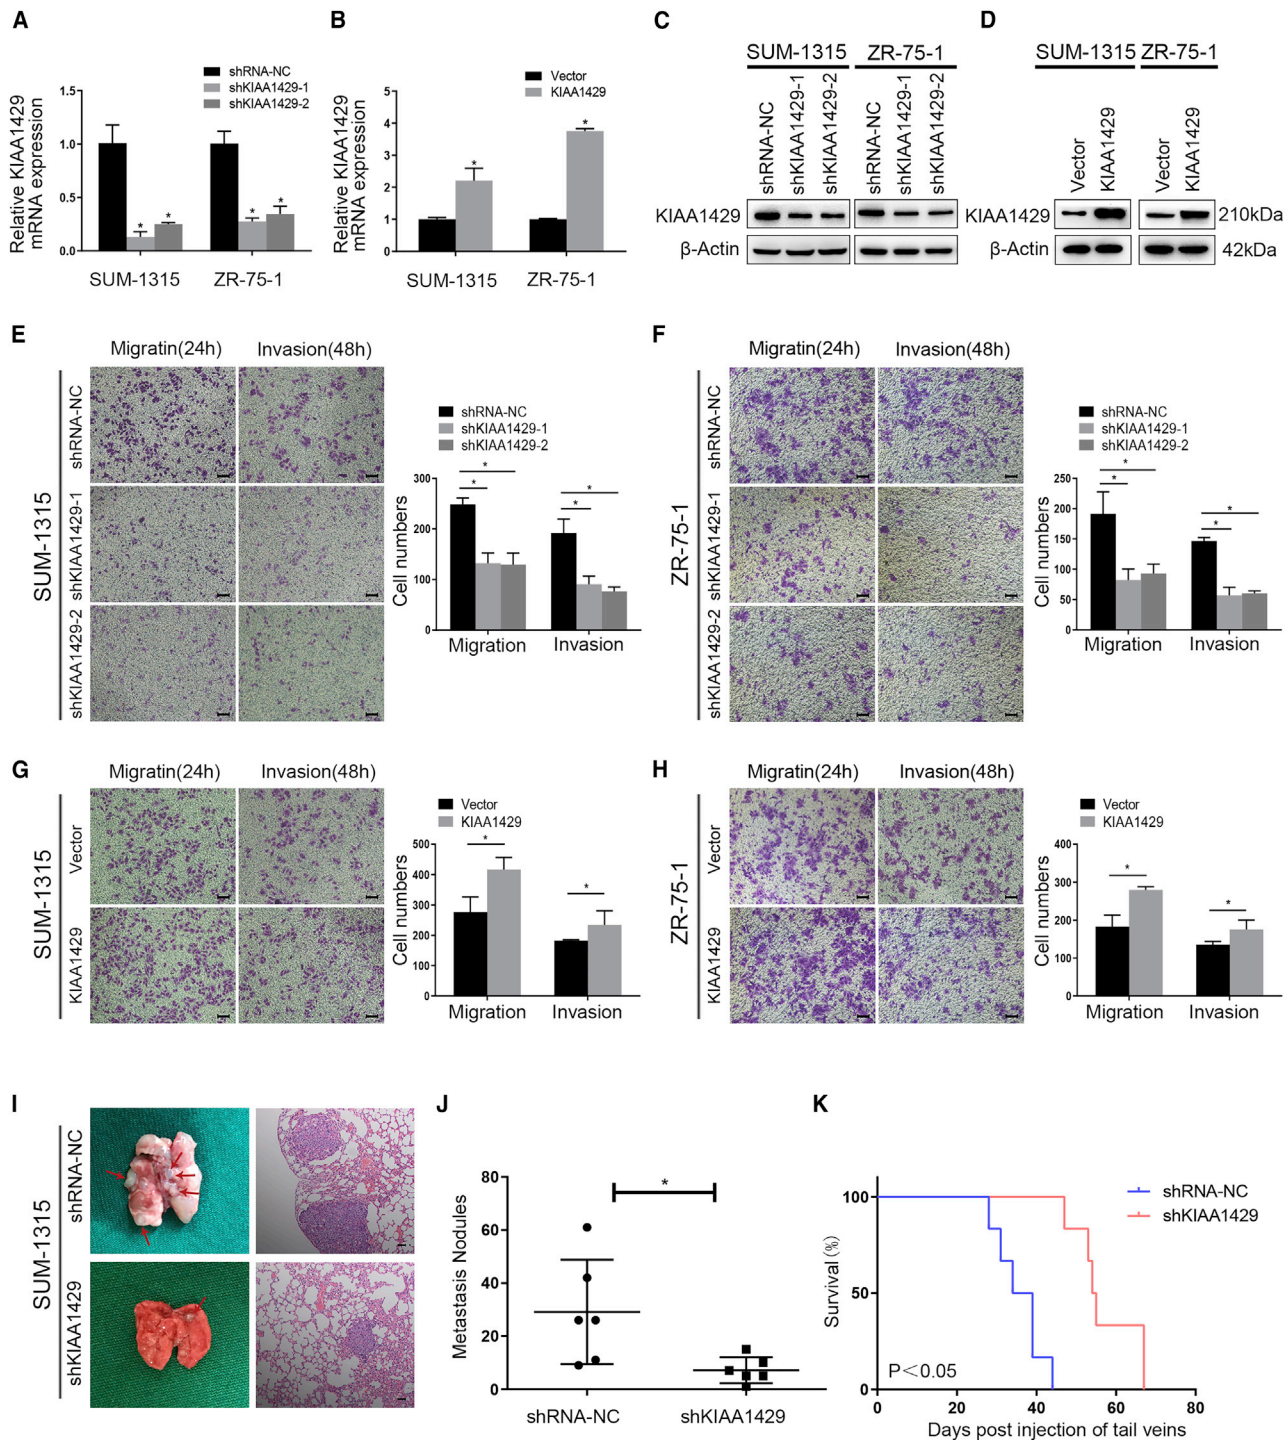 A
shRNA-NC
shKIAA1429-1
shKIAA1429-2
Relative KIAA1429
mRNA expression
1.5
1.0
0.5
0.0
* * * *
SUM-1315 ZR-75-1
B
Vector
KIAA1429
Relative KIAA1429
mRNA expression
5
4
3
2
1
0
* *
SUM-1315 ZR-75-1
C
SUM-1315 ZR-75-1
shRNA-NC shKIAA1429-1 shKIAA1429-2 shRNA-NC shKIAA1429-1 shKIAA1429-2
KIAA1429
β-Actin
D
SUM-1315 ZR-75-1
Vector KIAA1429 Vector KIAA1429
KIAA1429 210kDa
β-Actin 42kDa
E
Migratin(24h) Invasion(48h)
SUM-1315
shRNA-NC
shKIAA1429-1
shKIAA1429-2
shRNA-NC
shKIAA1429-1
shKIAA1429-2
Cell numbers
300
200
100
0
* * * *
Migration Invasion
F
Migratin(24h) Invasion(48h)
ZR-75-1
shRNA-NC
shKIAA1429-1
shKIAA1429-2
shRNA-NC
shKIAA1429-1
shKIAA1429-2
Cell numbers
250
200
150
100
50
0
* * * *
Migration Invasion
G
Migratin(24h) Invasion(48h)
SUM-1315
Vector
KIAA1429
Vector
KIAA1429
Cell numbers
500
400
300
200
100
0
* *
Migration Invasion
H
Migratin(24h) Invasion(48h)
ZR-75-1
Vector
KIAA1429
Vector
KIAA1429
Cell numbers
400
300
200
100
0
* *
Migration Invasion
I
SUM-1315
shRNA-NC
shKIAA1429
J
Metastasis Nodules
80
60
40
20
0
*
shRNA-NC shKIAA1429
K
shRNA-NC
shKIAA1429
Survival (%)
100
50
0
P<0.05
0 20 40 60 80
Days post injection of tail veins